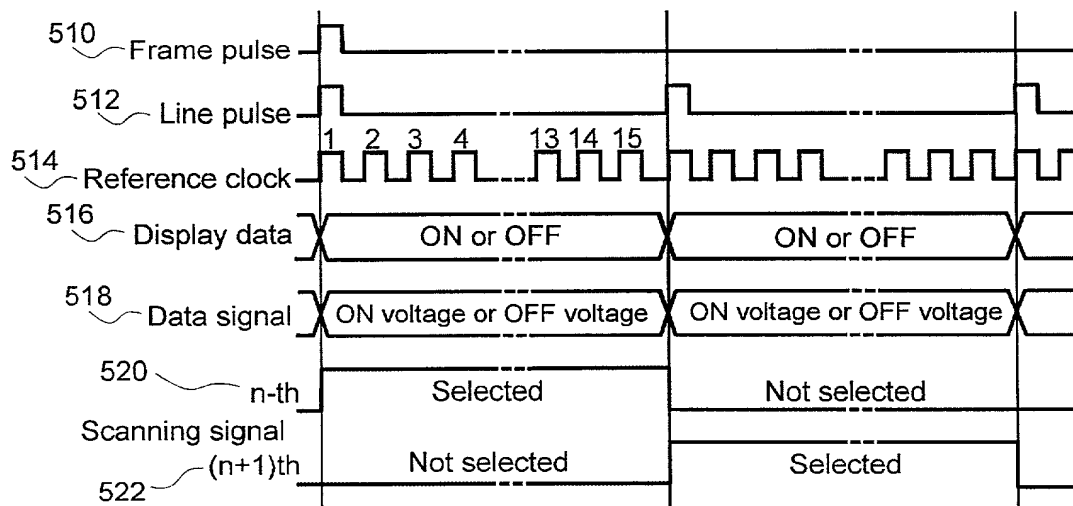 510
Frame pulse
512
Line pulse
1 2 3 4 13 14 15
514
Reference clock
516
Display data
ON or OFF
ON or OFF
518
Data signal
ON voltage or OFF voltage
ON voltage or OFF voltage
520
n-th
Selected
Not selected
Scanning signal
(n+1)th
Not selected
Selected
522